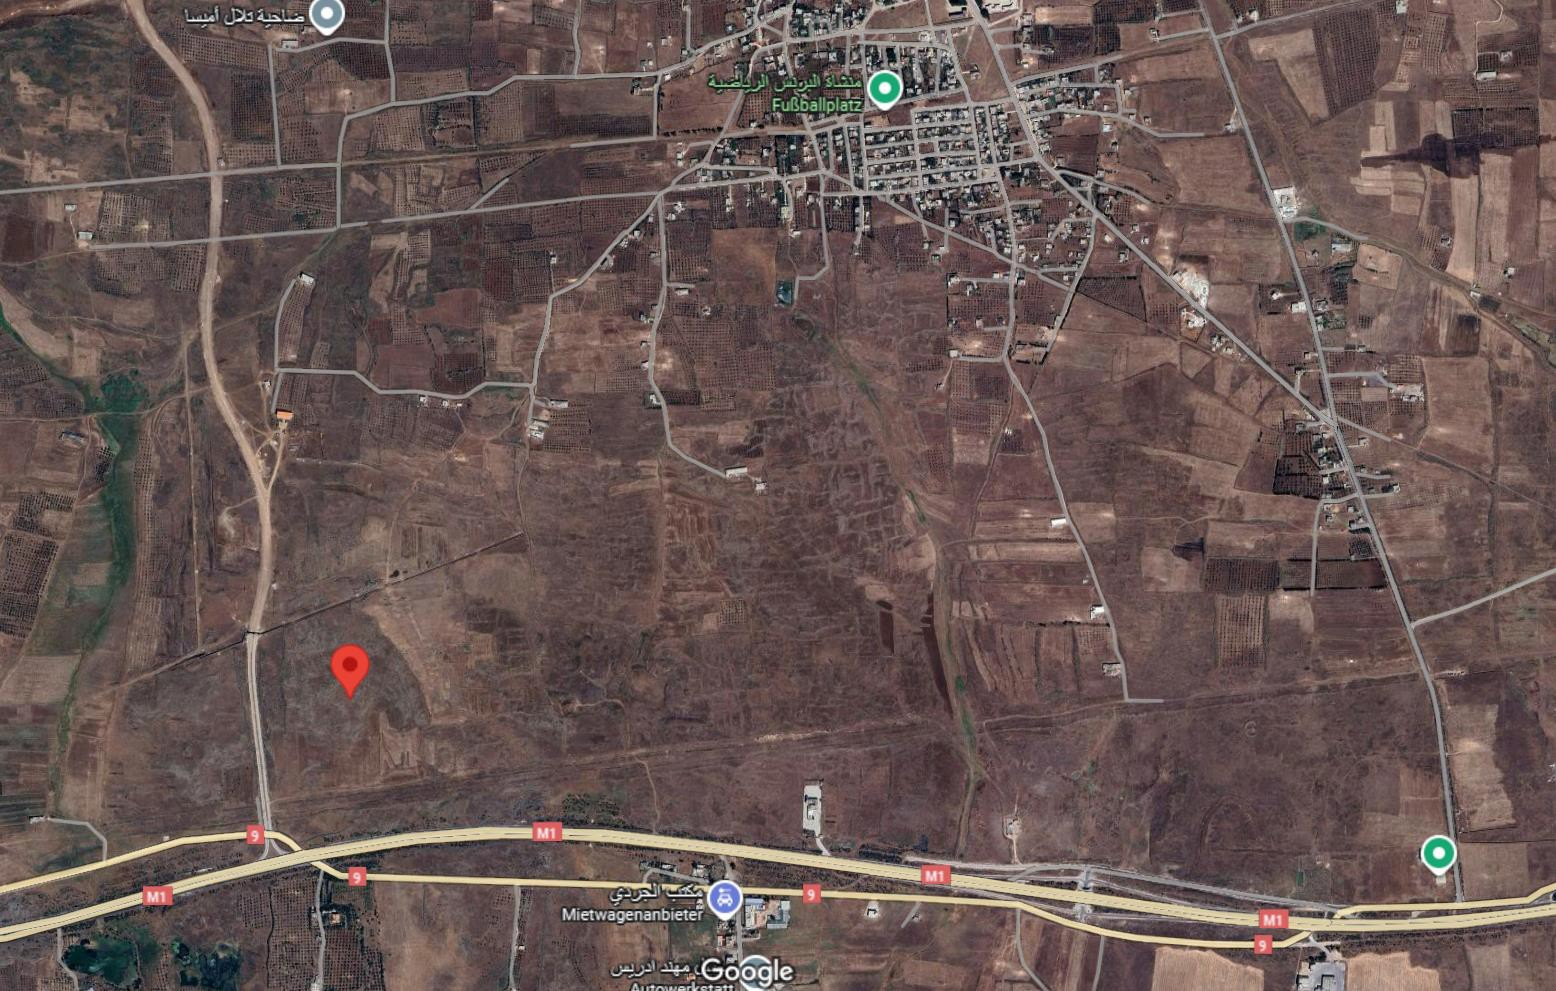 ضاحية تلال أميسا
منشاة البريس الرياضية
Fußballplatz
9
M1
M1
9
9
M1
M1
9
مكتب الجردي
Mietwagenanbieter
مهند ادريس
Google
Autowerkstatt